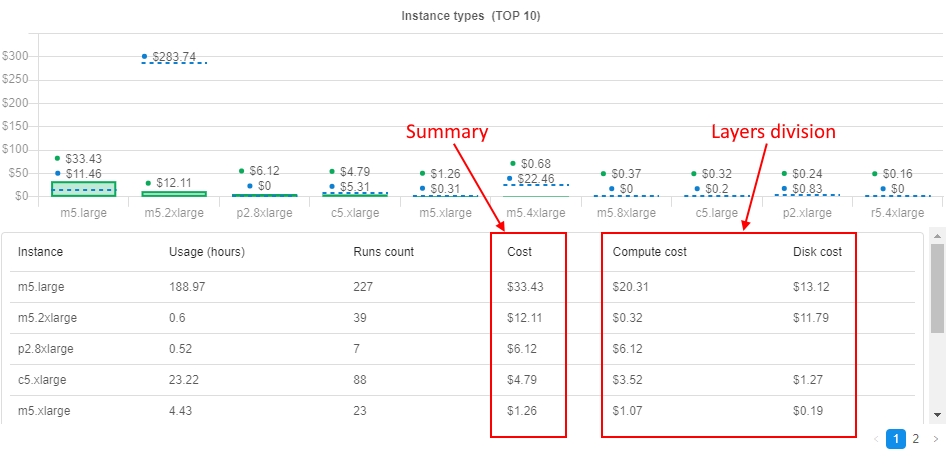 Instance types (TOP 10)
$300
$283.74
$250
$200
$150
Summary
Layers division
$100
$33.43
$11.46
$12.11
$6.12
$0
$4.79
$5.31
$1.26
$0.31
$0.68
$22.46
$0.37
$0
$0.32
$0.2
$0.24
$0.83
$0.16
$0
$50
$0
m5.large m5.2xlarge p2.8xlarge c5.xlarge m5.xlarge m5.4xlarge m5.8xlarge c5.large p2.xlarge r5.4xlarge
Instance Usage (hours) Runs count Cost Compute cost Disk cost
m5.large 188.97 227 $33.43 $20.31 $13.12
m5.2xlarge 0.6 39 $12.11 $0.32 $11.79
p2.8xlarge 0.52 7 $6.12 $6.12
c5.xlarge 23.22 88 $4.79 $3.52 $1.27
m5.xlarge 4.43 23 $1.26 $1.07 $0.19
< 1 2 >